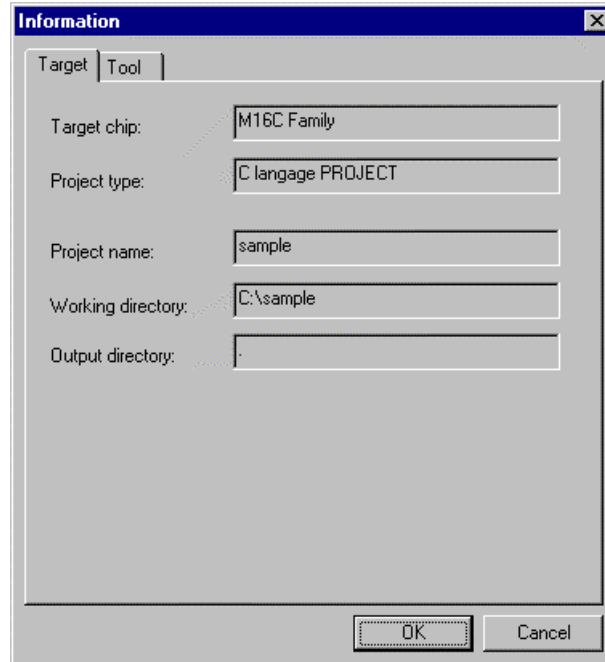 Information
Target Tool
Target chip: M16C Family
Project type: C langage PROJECT
Project name: sample
Working directory: C:\sample
Output directory: .
OK Cancel